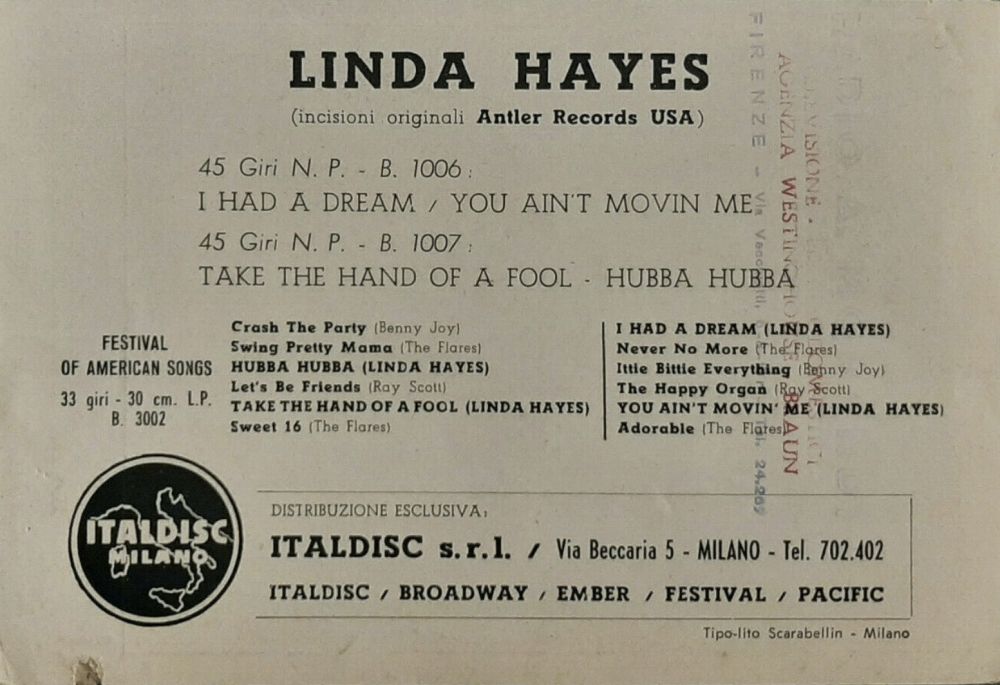 LINDA HAYES
(incisioni originali Antler Records USA)
45 Giri N. P. - B. 1006 :
I HAD A DREAM / YOU AIN'T MOVIN ME
45 Giri N. P. - B. 1007 :
TAKE THE HAND OF A FOOL - HUBBA HUBBA
FESTIVAL
OF AMERICAN SONGS
33 giri - 30 cm. L.P.
B. 3002
Crash The Party (Benny Joy)
Swing Pretty Mama (The Flares)
HUBBA HUBBA (LINDA HAYES)
Let's Be Friends (Ray Scott)
TAKE THE HAND OF A FOOL (LINDA HAYES)
Sweet 16 (The Flares)
I HAD A DREAM (LINDA HAYES)
Never No More (The Flares)
Ittie Bittie Everything (Benny Joy)
The Happy Organ (Ray Scott)
YOU AIN'T MOVIN' ME (LINDA HAYES)
Adorable (The Flares)
ITALDISC
MILANO
DISTRIBUZIONE ESCLUSIVA:
ITALDISC s.r.l. / Via Beccaria 5 - MILANO - Tel. 702.402
ITALDISC / BROADWAY / EMBER / FESTIVAL / PACIFIC
Tipo-lito Scarabellin - Milano
AGENZIA WESTINGHOUSE BRAUN
FIRENZE - Via